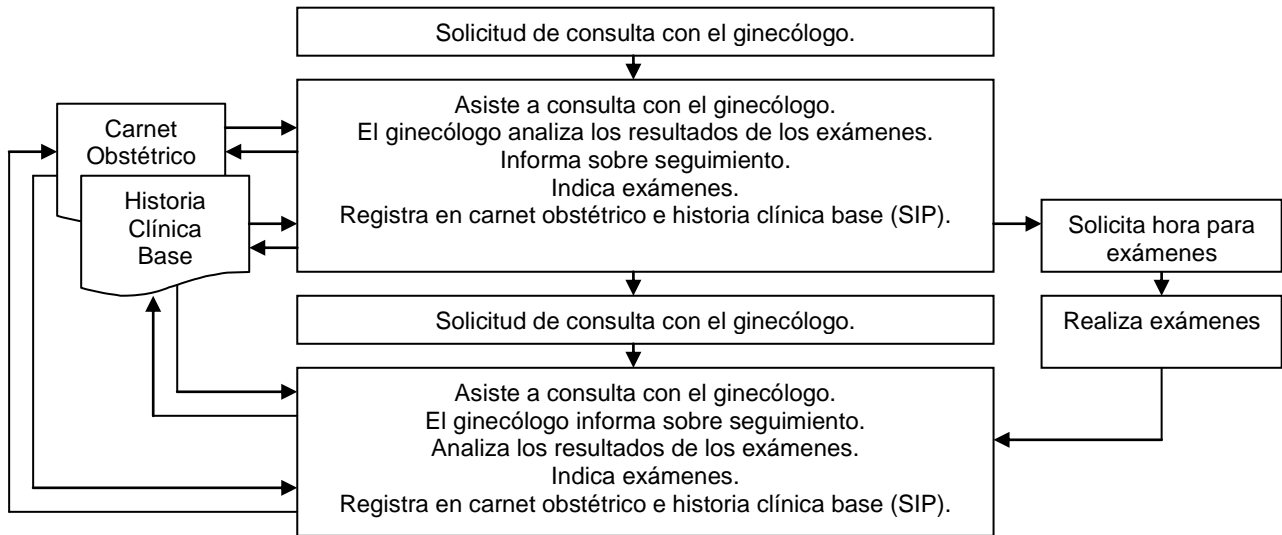 Solicitud de consulta con el ginecólogo.
Asiste a consulta con el ginecólogo.
El ginecólogo analiza los resultados de los exámenes.
Informa sobre seguimiento.
Indica exámenes.
Registra en carnet obstétrico e historia clínica base (SIP).
Carnet
Obstétrico
Historia
Clínica
Base
Solicita hora para
exámenes
Realiza exámenes
Solicitud de consulta con el ginecólogo.
Asiste a consulta con el ginecólogo.
El ginecólogo informa sobre seguimiento.
Analiza los resultados de los exámenes.
Indica exámenes.
Registra en carnet obstétrico e historia clínica base (SIP).